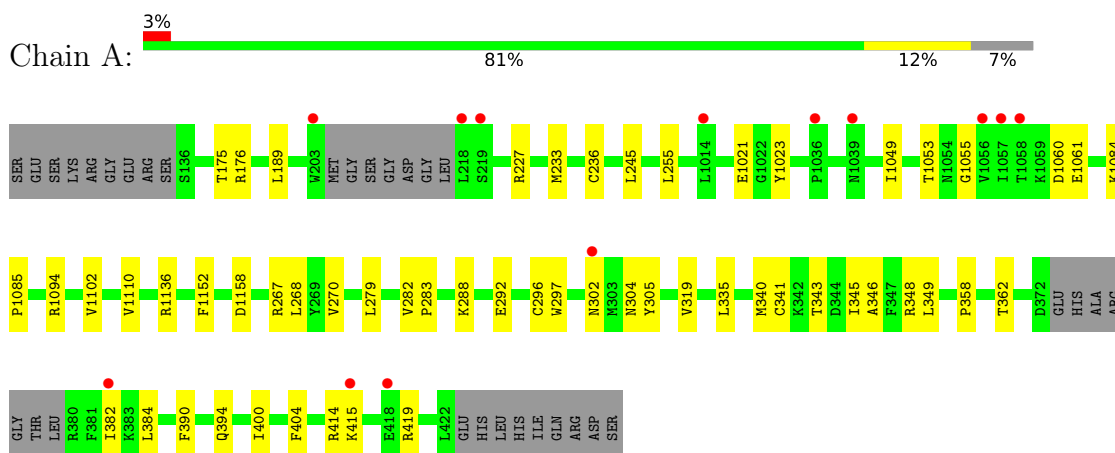 3%
Chain A:
81% 12% 7%
SER GLU SER LYS ARG GLY GLU ARG SER S136 T175 R176 L189 W203 MET GLY SER GLY ASP GLY LEU L218 S219 R227 M233 C236 L245 L255 L1014 E1021 G1022 Y1023 P1036 N1039 I1049 T1053 N1054 G1055 V1056 I1057 T1058 K1059 D1060 E1061 K1084
P1085 R1094 V1102 V1110 R1136 F1152 D1158 R267 L268 Y269 V270 L279 V282 P283 K288 E292 C296 W297 N302 M303 N304 Y305 V319 L335 M340 C341 K342 T343 D344 I345 A346 F347 R348 L349 P358 T362 D372 GLU HIS ALA ARG
GLY THR LEU R380 F381 I382 K383 L384 F390 Q394 I400 F404 R414 K415 E418 R419 L422 GLU HIS LEU HIS ILE GLN ARG ASP SER